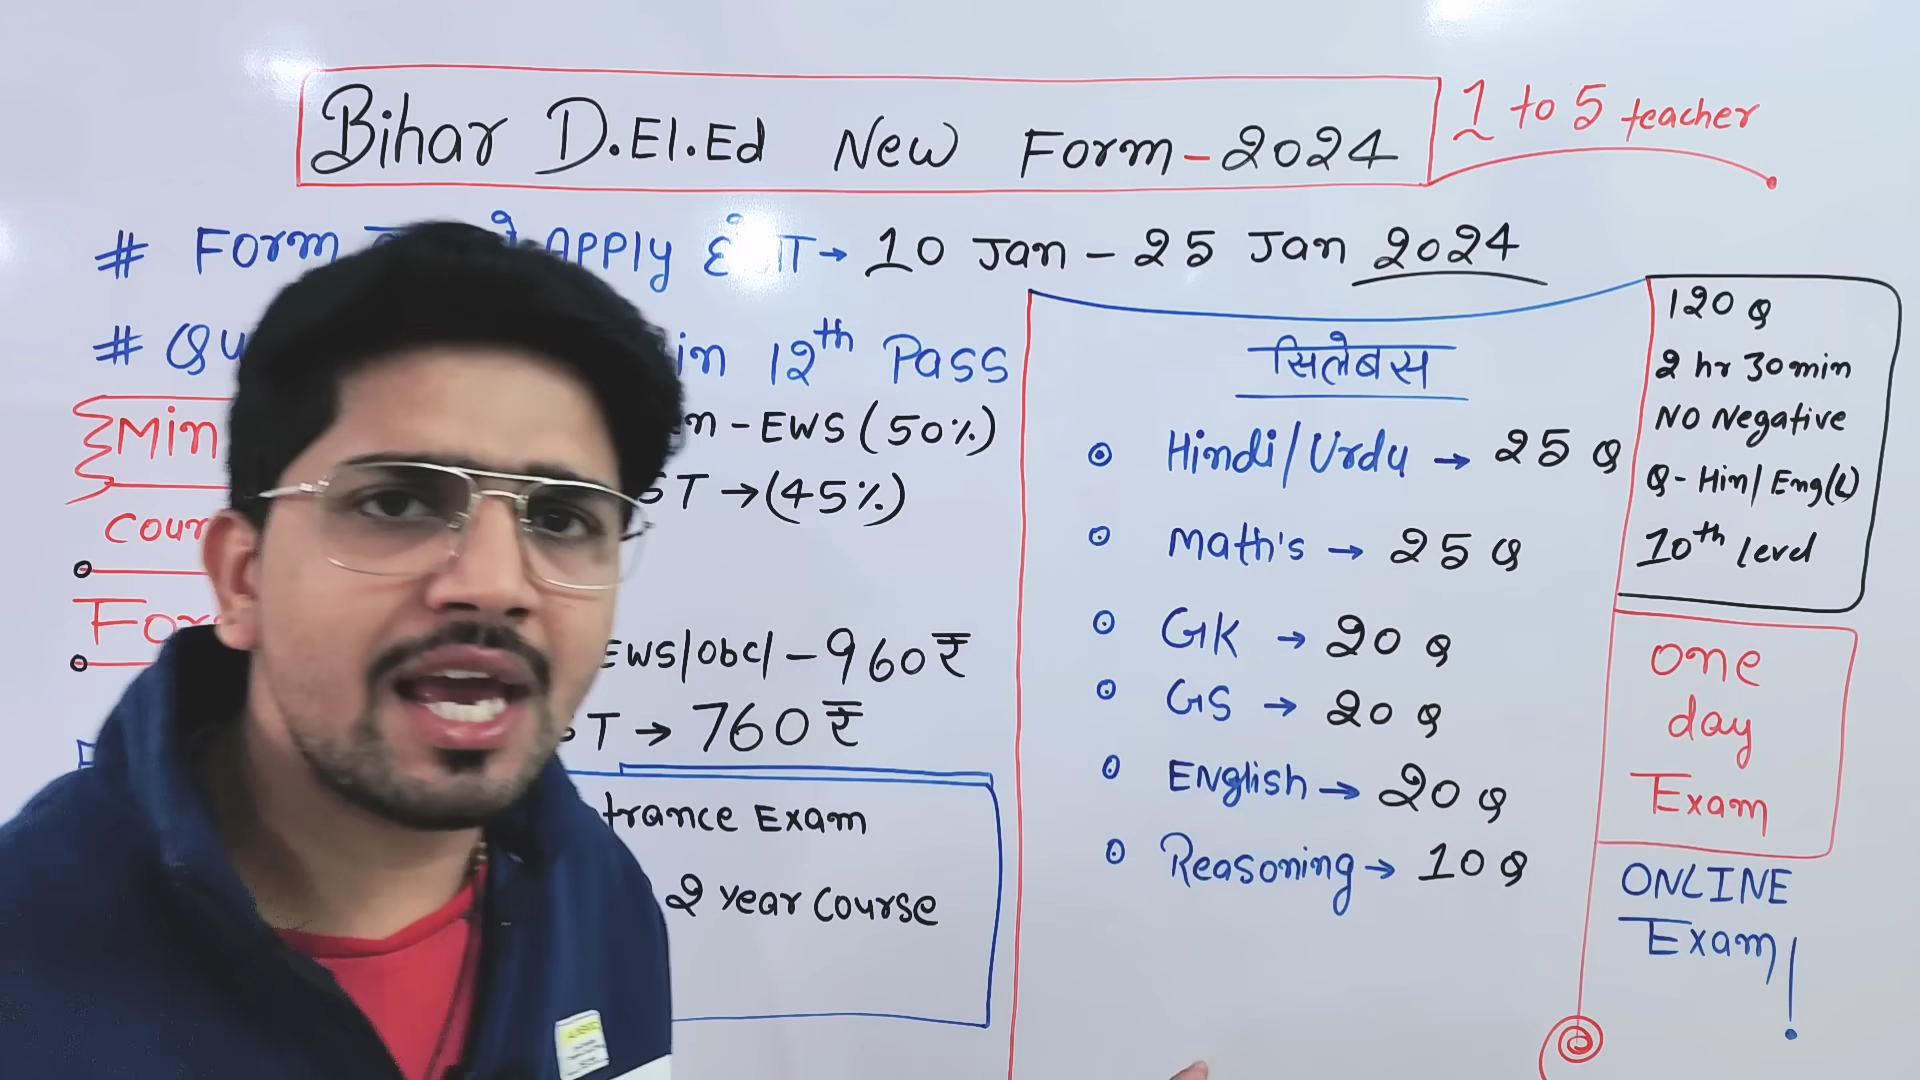 Bihar D.El.Ed New Form-2024
1 to 5 teacher
# Form Apply → 10 Jan - 25 Jan 2024
# in 12th Pass
Min - EWS (50%)
ST → (45%)
EWS/Obc/ - 960₹
ST → 760₹
Exam
2 Year Course
सिलेबस
Hindi/Urdu → 25 Q
Math's → 25 Q
GK → 20 Q
GS → 20 Q
English → 20 Q
Reasoning → 10 Q
120 Q
2 hr 30 min
NO Negative
Q - Hin/Eng(L)
10th level
One
day
Exam
ONLINE
Exam!